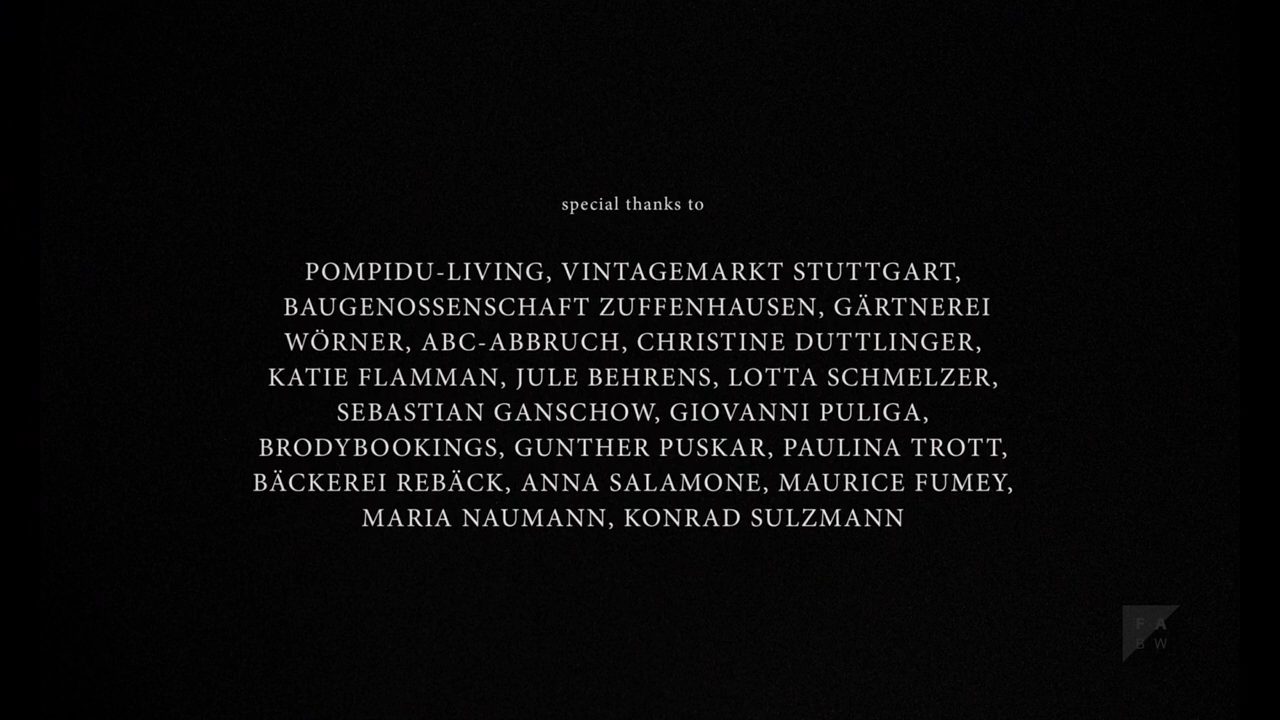 special thanks to
POMPIDU-LIVING, VINTAGEMARKT STUTTGART,
BAUGENOSSENSCHAFT ZUFFENHAUSEN, GÄRTNEREI
WÖRNER, ABC-ABBRUCH, CHRISTINE DUTTLINGER,
KATIE FLAMMAN, JULE BEHRENS, LOTTA SCHMELZER,
SEBASTIAN GANSCHOW, GIOVANNI PULIGA,
BRODYBOOKINGS, GUNTHER PUSKAR, PAULINA TROTT,
BÄCKEREI REBÄCK, ANNA SALAMONE, MAURICE FUMEY,
MARIA NAUMANN, KONRAD SULZMANN
F A
B W